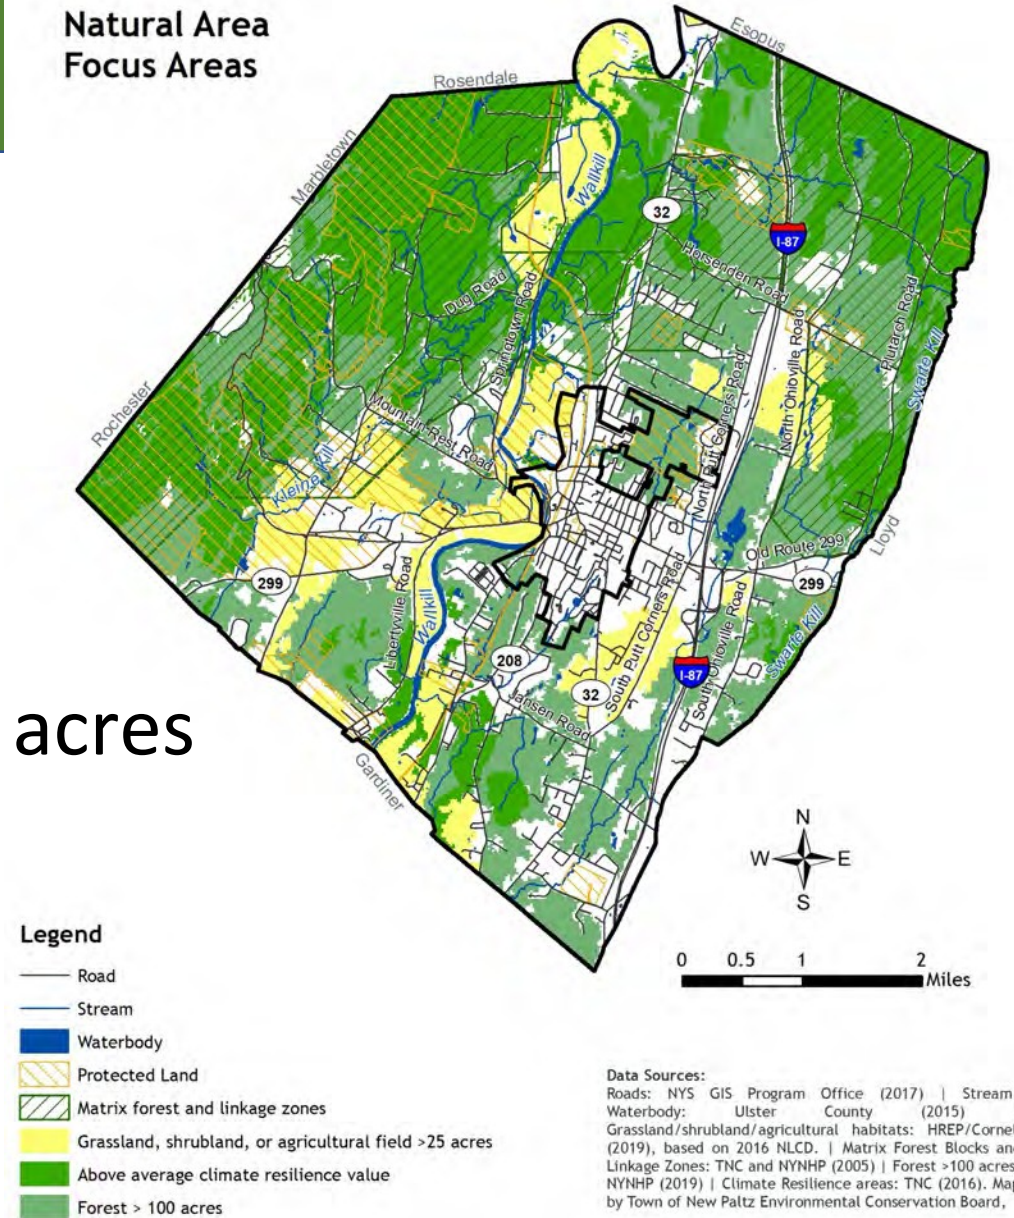 Natural Area
Focus Areas
Esopus
Rosendale
Marbletown
Wallkill
32
I-87
Horsenden Road
Dug Road
Springtown Road
Plutarch Road
North Ohioville Road
Swarte Kill
Rochester
Mountain Rest Road
North Putt Corners Road
Kleine Kill
Lloyd
Old Route 299
299
299
Libertyville Road
Wallkill
South Putt Corners Road
South Ohioville Road
Swarte Kill
208
I-87
32
Jansen Road
acres
Gardiner
N
W
E
S
0 0.5 1 2
Miles
Legend
Road
Stream
Waterbody
Protected Land
Matrix forest and linkage zones
Grassland, shrubland, or agricultural field >25 acres
Above average climate resilience value
Forest > 100 acres
Data Sources:
Roads: NYS GIS Program Office (2017) | Stream
Waterbody: Ulster County (2015)
Grassland/shrubland/agricultural habitats: HREP/Cornel
(2019), based on 2016 NLCD. | Matrix Forest Blocks and
Linkage Zones: TNC and NYNHP (2005) | Forest >100 acres
NYNHP (2019) | Climate Resilience areas: TNC (2016). Map
by Town of New Paltz Environmental Conservation Board,